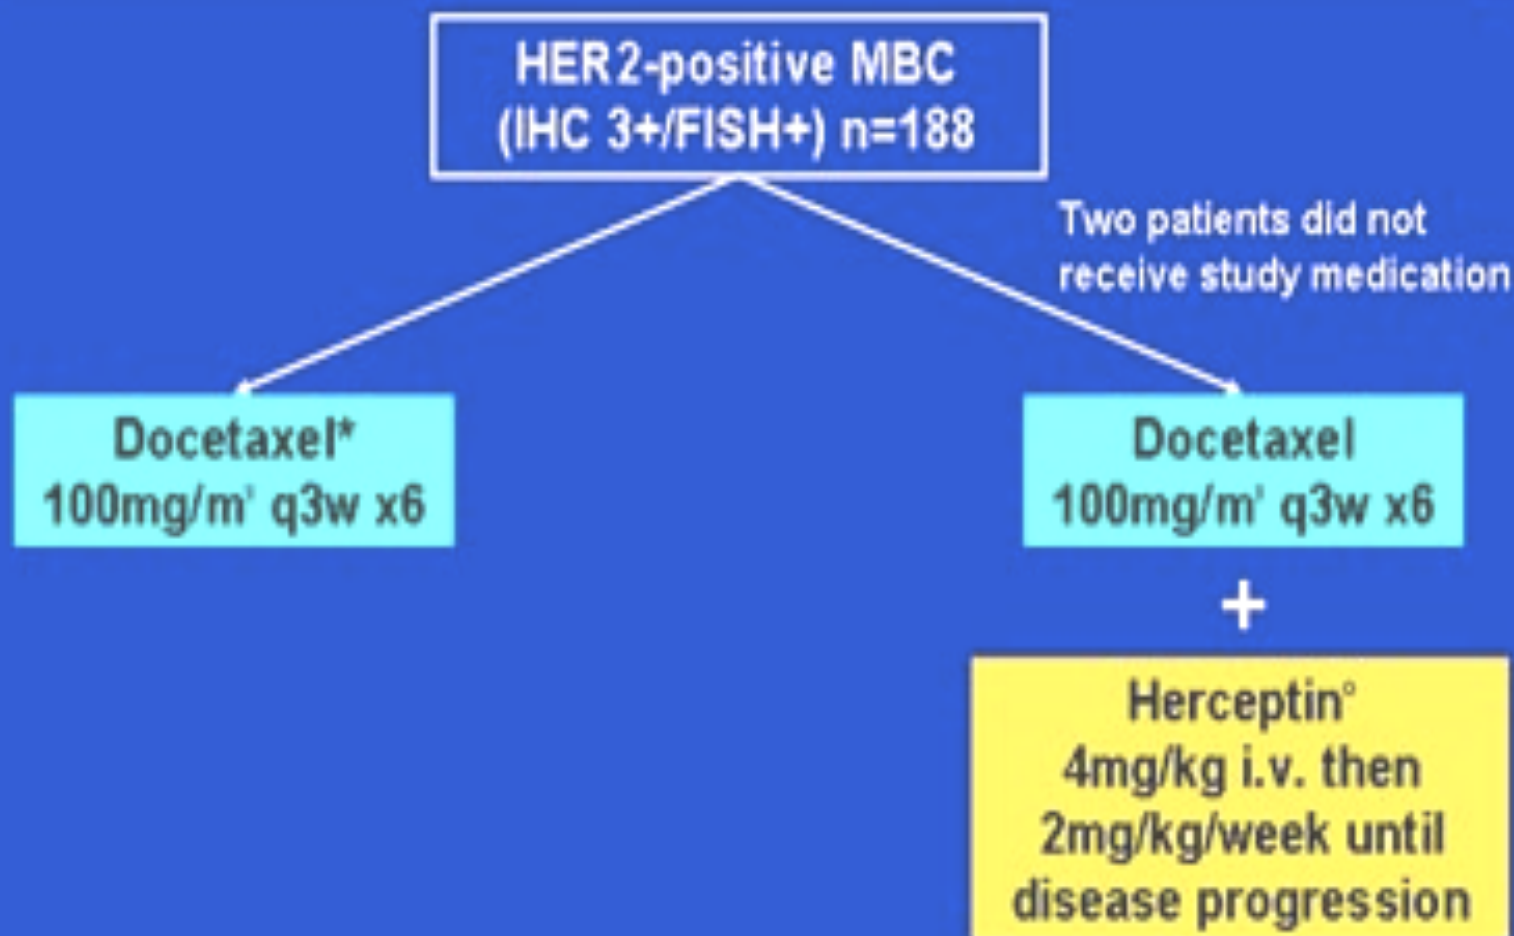 HER2-positive MBC
(IHC 3+/FISH+) n=188
Two patients did not
receive study medication
Docetaxel*
100mg/m² q3w x6
Docetaxel
100mg/m² q3w x6
+
Herceptin°
4mg/kg i.v. then
2mg/kg/week until
disease progression